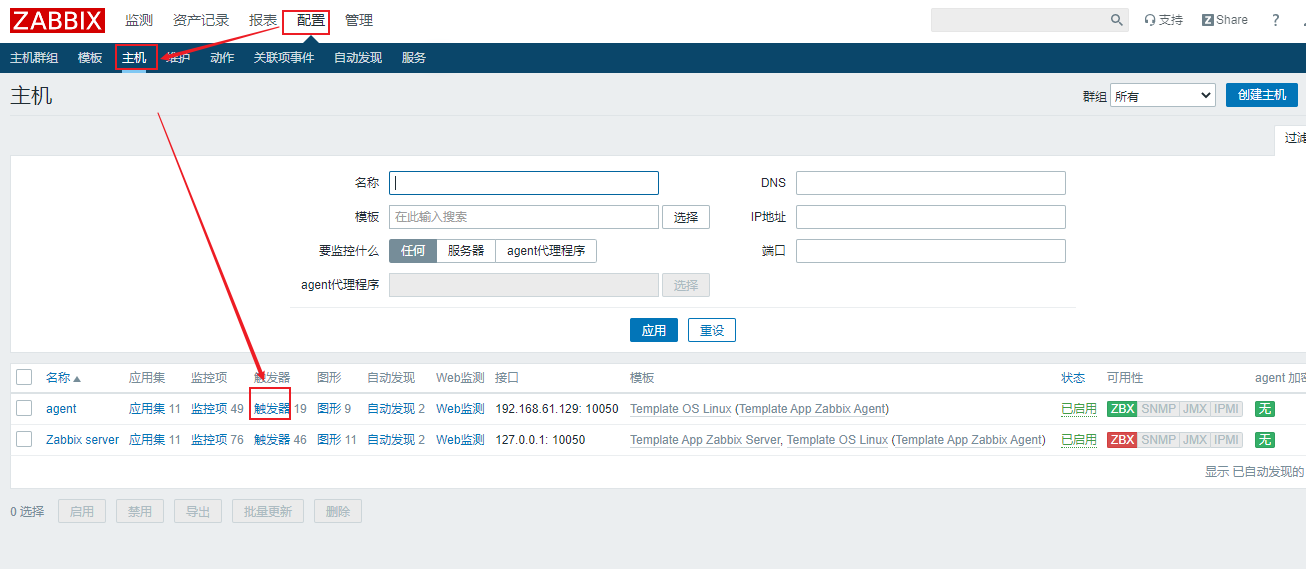 ZABBIX 监测 资产记录 报表 配置 管理 支持 Z Share ?
主机群组 模板 主机 维护 动作 关联项事件 自动发现 服务
主机 群组 所有 创建主机
过滤
名称 DNS
模板 在此输入搜索 选择 IP地址
要监控什么 任何 服务器 agent代理程序 端口
agent代理程序 选择
应用 重设
名称 应用集 监控项 触发器 图形 自动发现 Web监测 接口 模板 状态 可用性 agent 加密
agent 应用集 11 监控项 49 触发器 19 图形 9 自动发现 2 Web监测 192.168.61.129: 10050 Template OS Linux (Template App Zabbix Agent) 已启用 ZBX SNMP JMX IPMI 无
Zabbix server 应用集 11 监控项 76 触发器 46 图形 11 自动发现 2 Web监测 127.0.0.1: 10050 Template App Zabbix Server, Template OS Linux (Template App Zabbix Agent) 已启用 ZBX SNMP JMX IPMI 无
显示 已自动发现的
0 选择 启用 禁用 导出 批量更新 删除